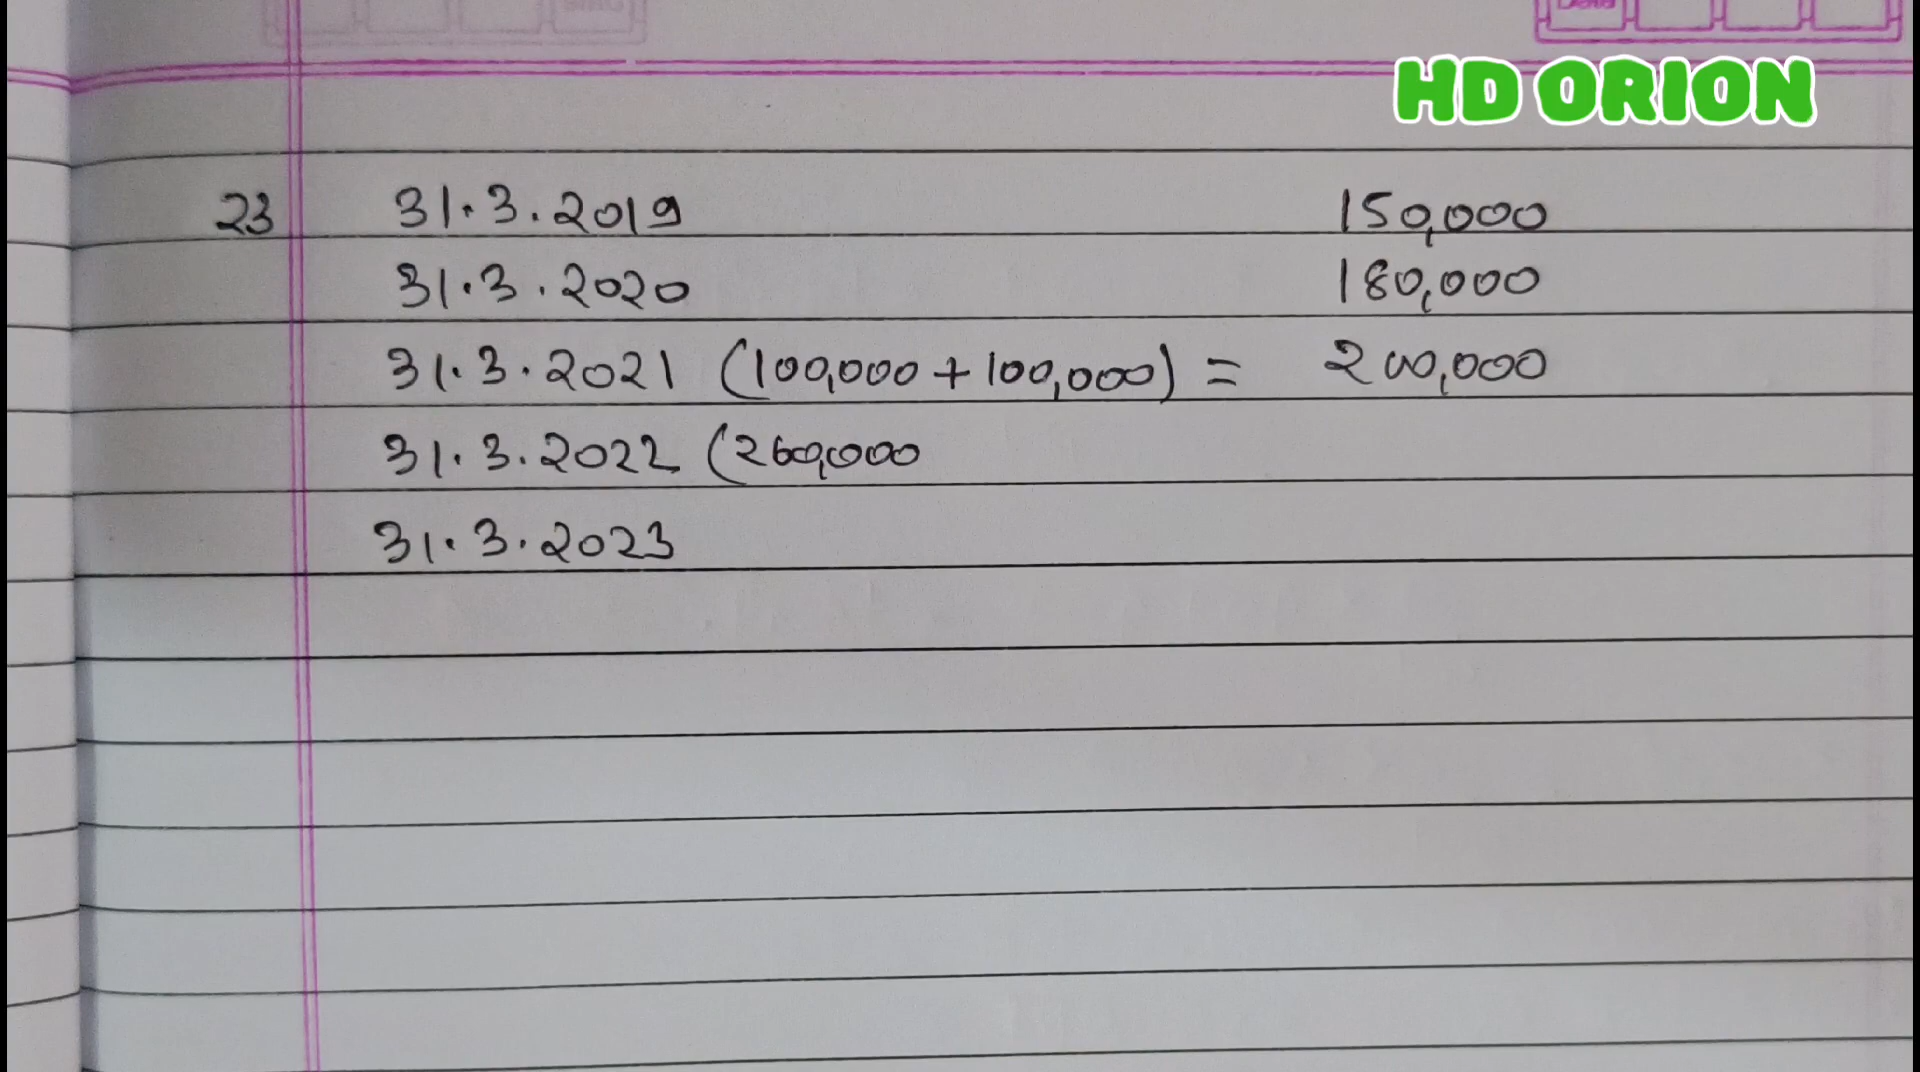 HD ORION
23 31.3.2019 150,000
31.3.2020 180,000
31.3.2021 (100,000 + 100,000) = 200,000
31.3.2022 (260,000
31.3.2023